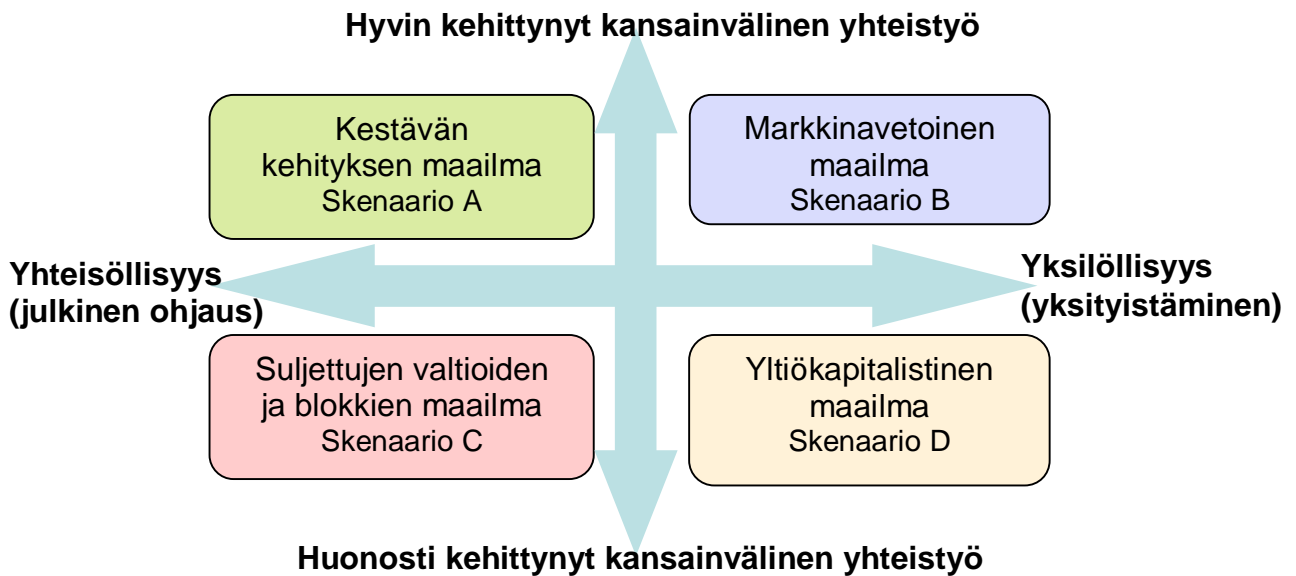 Hyvin kehittynyt kansainvälinen yhteistyö
Kestävän
kehityksen maailma
Skenaario A
Markkinavetoinen
maailma
Skenaario B
Yhteisöllisyys
(julkinen ohjaus)
Yksilöllisyys
(yksityistäminen)
Suljettujen valtioiden
ja blokkien maailma
Skenaario C
Yltiökapitalistinen
maailma
Skenaario D
Huonosti kehittynyt kansainvälinen yhteistyö